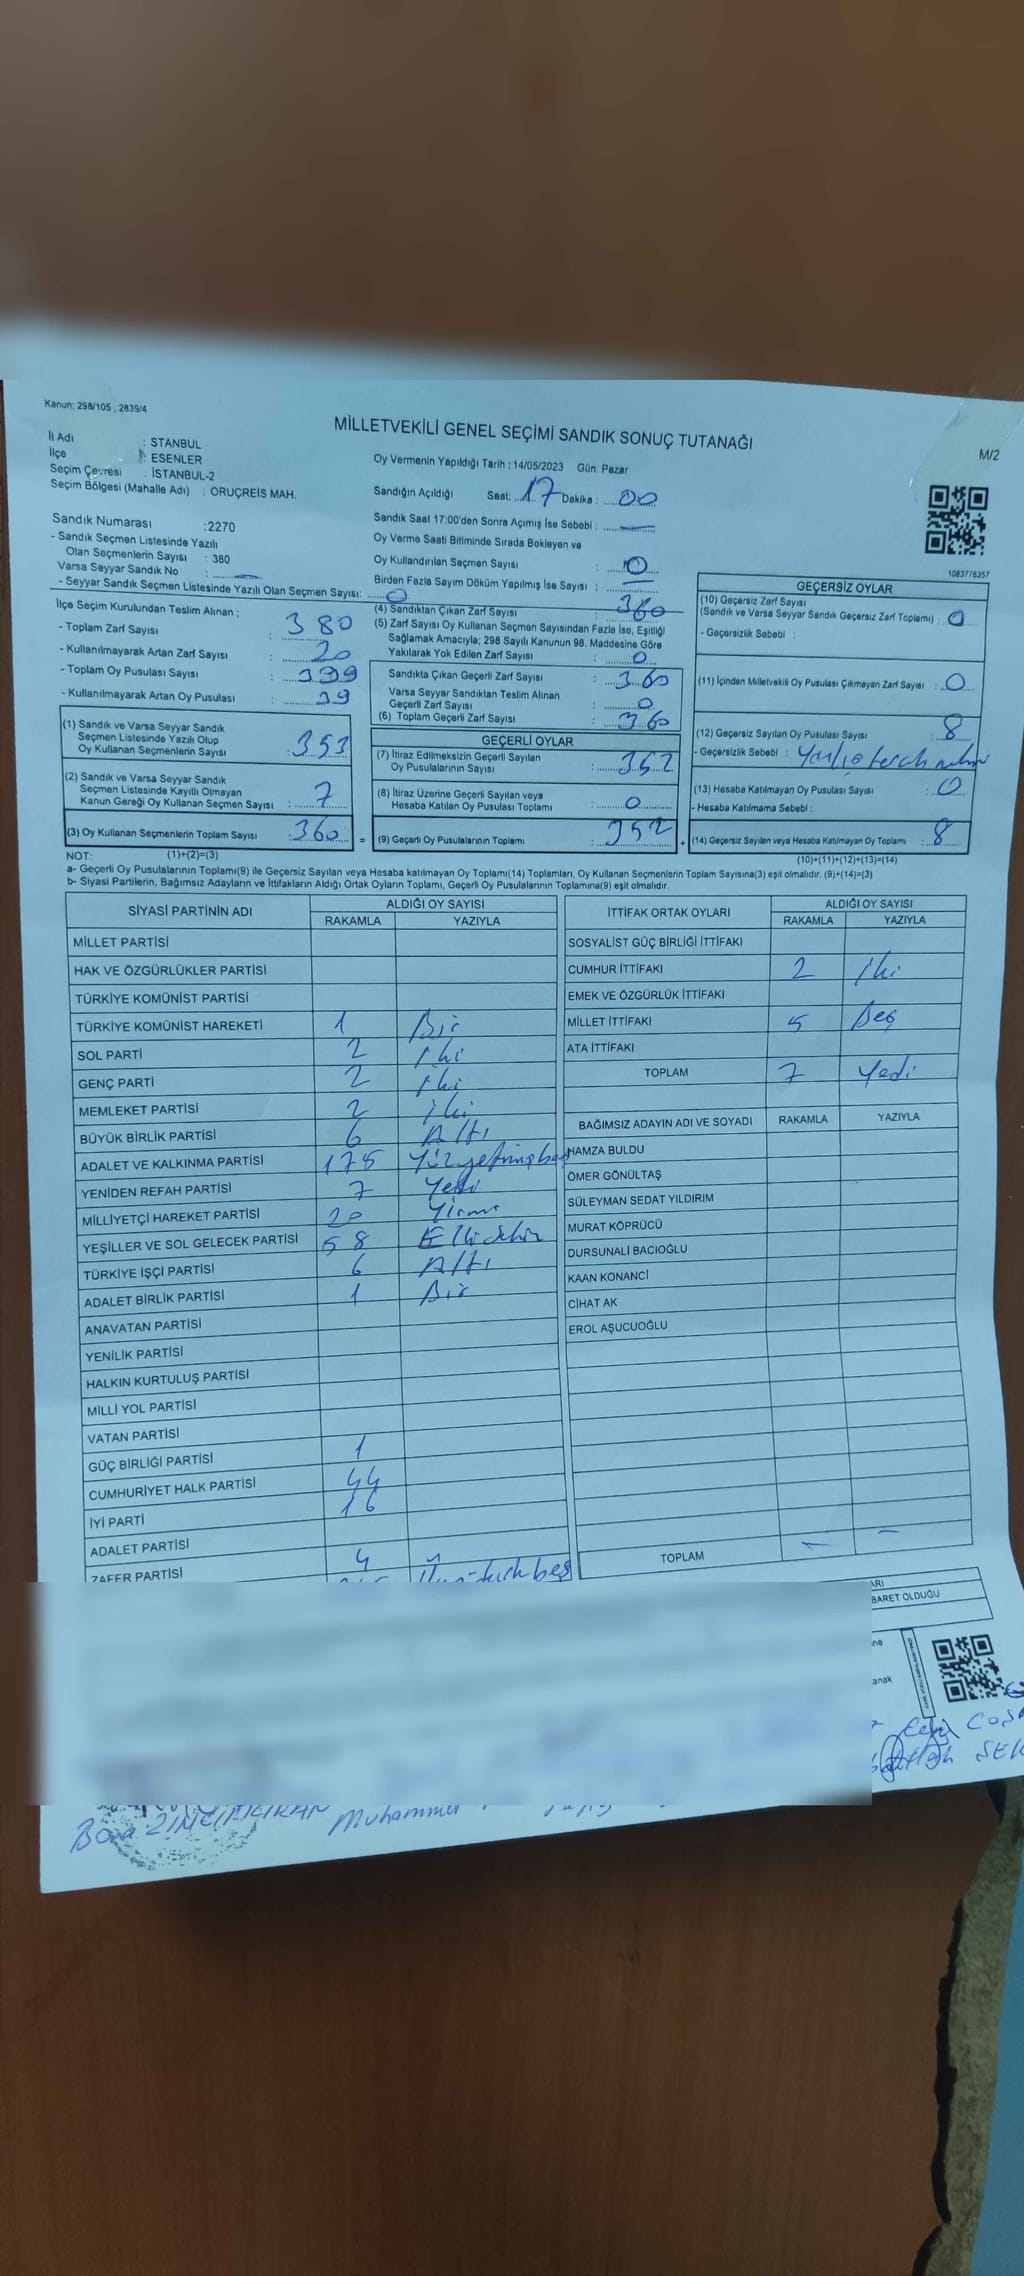 Kanun: 298/105 , 2839/4
MİLLETVEKİLİ GENEL SEÇİMİ SANDIK SONUÇ TUTANAĞI
M/2
İl Adı : STANBUL
İlçe : ESENLER
Seçim Çevresi : İSTANBUL-2
Seçim Bölgesi (Mahalle Adı) : ORUÇREİS MAH.
Oy Vermenin Yapıldığı Tarih : 14/05/2023 Gün: Pazar
Sandığın Açıldığı Saat: 17 Dakika : 00
Sandık Saat 17:00'den Sonra Açımış İse Sebebi : —
Oy Verme Saati Bitiminde Sırada Bekleyen ve
Oy Kullandırılan Seçmen Sayısı : 0
Birden Fazla Sayım Döküm Yapılmış İse Sayısı : —
Sandık Numarası : 2270
- Sandık Seçmen Listesinde Yazılı
Olan Seçmenlerin Sayısı : 380
Varsa Seyyar Sandık No : —
- Seyyar Sandık Seçmen Listesinde Yazılı Olan Seçmen Sayısı: 0
1083778357
İlçe Seçim Kurulundan Teslim Alınan ;
- Toplam Zarf Sayısı : 380
- Kullanılmayarak Artan Zarf Sayısı : 20
- Toplam Oy Pusulası Sayısı : 399
- Kullanılmayarak Artan Oy Pusulası : 39
(1) Sandık ve Varsa Seyyar Sandık
Seçmen Listesinde Yazılı Olup
Oy Kullanan Seçmenlerin Sayısı : 353
(2) Sandık ve Varsa Seyyar Sandık
Seçmen Listesinde Kayıtlı Olmayan
Kanun Gereği Oy Kullanan Seçmen Sayısı : 7
(3) Oy Kullanan Seçmenlerin Toplam Sayısı : 360
(1)+(2)=(3)
(4) Sandıktan Çıkan Zarf Sayısı : 360
(5) Zarf Sayısı Oy Kullanan Seçmen Sayısından Fazla İse, Eşitliği
Sağlamak Amacıyla; 298 Sayılı Kanunun 98. Maddesine Göre
Yakılarak Yok Edilen Zarf Sayısı : 0
Sandıkta Çıkan Geçerli Zarf Sayısı : 360
Varsa Seyyar Sandıktan Teslim Alınan
Geçerli Zarf Sayısı : 0
(6) Toplam Geçerli Zarf Sayısı : 360
GEÇERLİ OYLAR
(7) İtiraz Edilmeksizin Geçerli Sayılan
Oy Pusulalarının Sayısı : 352
(8) İtiraz Üzerine Geçerli Sayılan veya
Hesaba Katılan Oy Pusulası Toplamı : 0
= (9) Geçerli Oy Pusulalarının Toplamı : 352
GEÇERSİZ OYLAR
(10) Geçersiz Zarf Sayısı
(Sandık ve Varsa Seyyar Sandık Geçersiz Zarf Toplamı) : 0
- Geçersizlik Sebebi :
(11) İçinden Milletvekili Oy Pusulası Çıkmayan Zarf Sayısı : 0
(12) Geçersiz Sayılan Oy Pusulası Sayısı : 8
- Geçersizlik Sebebi :
(13) Hesaba Katılmayan Oy Pusulası Sayısı : 0
- Hesaba Katılmama Sebebi :
+ (14) Geçersiz Sayılan veya Hesaba Katılmayan Oy Toplamı : 8
(10)+(11)+(12)+(13)=(14)
NOT:
a- Geçerli Oy Pusulalarının Toplamı(9) ile Geçersiz Sayılan veya Hesaba katılmayan Oy Toplamı(14) Toplamları, Oy Kullanan Seçmenlerin Toplam Sayısına(3) eşit olmalıdır. (9)+(14)=(3)
b- Siyasi Partilerin, Bağımsız Adayların ve İttifakların Aldığı Ortak Oyların Toplamı, Geçerli Oy Pusulalarının Toplamına(9) eşit olmalıdır.
SİYASİ PARTİNİN ADI ALDIĞI OY SAYISI
RAKAMLA YAZIYLA
MİLLET PARTİSİ
HAK VE ÖZGÜRLÜKLER PARTİSİ
TÜRKİYE KOMÜNİST PARTİSİ
TÜRKİYE KOMÜNİST HAREKETİ 1 Bir
SOL PARTİ 2 iki
GENÇ PARTİ 2 iki
MEMLEKET PARTİSİ 2 iki
BÜYÜK BİRLİK PARTİSİ 6 Altı
ADALET VE KALKINMA PARTİSİ 175 Yüzyetmişbeş
YENİDEN REFAH PARTİSİ 7 Yedi
MİLLİYETÇİ HAREKET PARTİSİ 20 Yirmi
YEŞİLLER VE SOL GELECEK PARTİSİ 58 Ellisekiz
TÜRKİYE İŞÇİ PARTİSİ 6 Altı
ADALET BİRLİK PARTİSİ 1 Bir
ANAVATAN PARTİSİ
YENİLİK PARTİSİ
HALKIN KURTULUŞ PARTİSİ
MİLLİ YOL PARTİSİ
VATAN PARTİSİ
GÜÇ BİRLİĞİ PARTİSİ 1
CUMHURİYET HALK PARTİSİ 44
İYİ PARTİ 16
ADALET PARTİSİ
ZAFER PARTİSİ 4
İTTİFAK ORTAK OYLARI ALDIĞI OY SAYISI
RAKAMLA YAZIYLA
SOSYALİST GÜÇ BİRLİĞİ İTTİFAKI
CUMHUR İTTİFAKI 2 iki
EMEK VE ÖZGÜRLÜK İTTİFAKI
MİLLET İTTİFAKI 5 Beş
ATA İTTİFAKI
TOPLAM 7 Yedi
BAĞIMSIZ ADAYIN ADI VE SOYADI RAKAMLA YAZIYLA
HAMZA BULDU
ÖMER GÖNÜLTAŞ
SÜLEYMAN SEDAT YILDIRIM
MURAT KÖPRÜCÜ
DURSUNALİ BACIOĞLU
KAAN KONANCİ
CİHAT AK
EROL AŞUCUOĞLU
TOPLAM — —
BARET OLDUĞU
anak
Muhammer